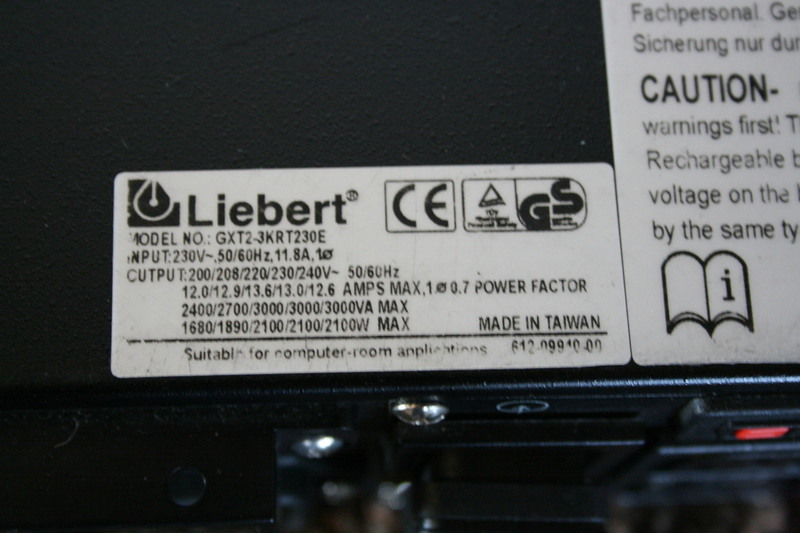 Liebert®
MODEL NO.: GXT2-3KRT230E
INPUT:230V~,50/60Hz,11.8A,1ø
OUTPUT:200/208/220/230/240V~ 50/60Hz
12.0/12.9/13.6/13.0/12.6 AMPS MAX,1ø 0.7 POWER FACTOR
2400/2700/3000/3000/3000VA MAX
1680/1890/2100/2100/2100W MAX MADE IN TAIWAN
Suitable for computer-room applications 612-09910-00
CE
GS
Fachpersonal.
Sicherung nur
CAUTION-
warnings first!
Rechargeable
voltage on the
by the same
i